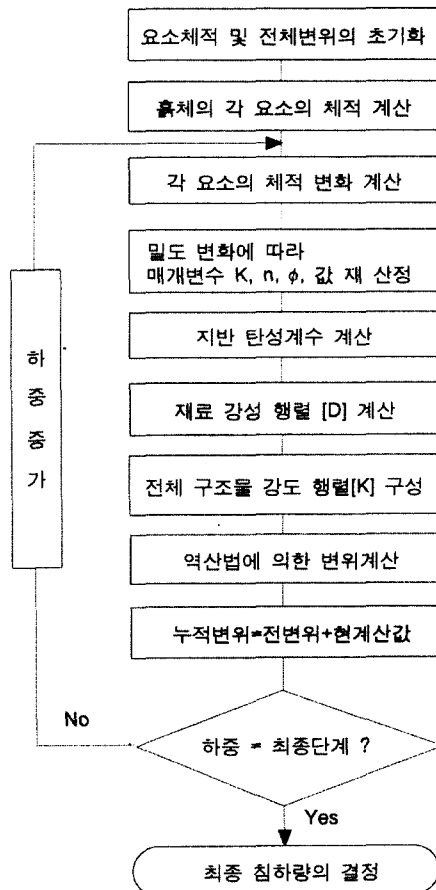 요소체적 및 전체변위의 초기화
흙체의 각 요소의 체적 계산
각 요소의 체적 변화 계산
밀도 변화에 따라
매개변수 K, n, φ, 값 재 산정
지반 탄성계수 계산
재료 강성 행렬 [D] 계산
전체 구조물 강도 행렬[K] 구성
역산법에 의한 변위계산
누적변위=전변위+현계산값
하중 = 최종단계 ?
No
Yes
최종 침하량의 결정
하
중
증
가